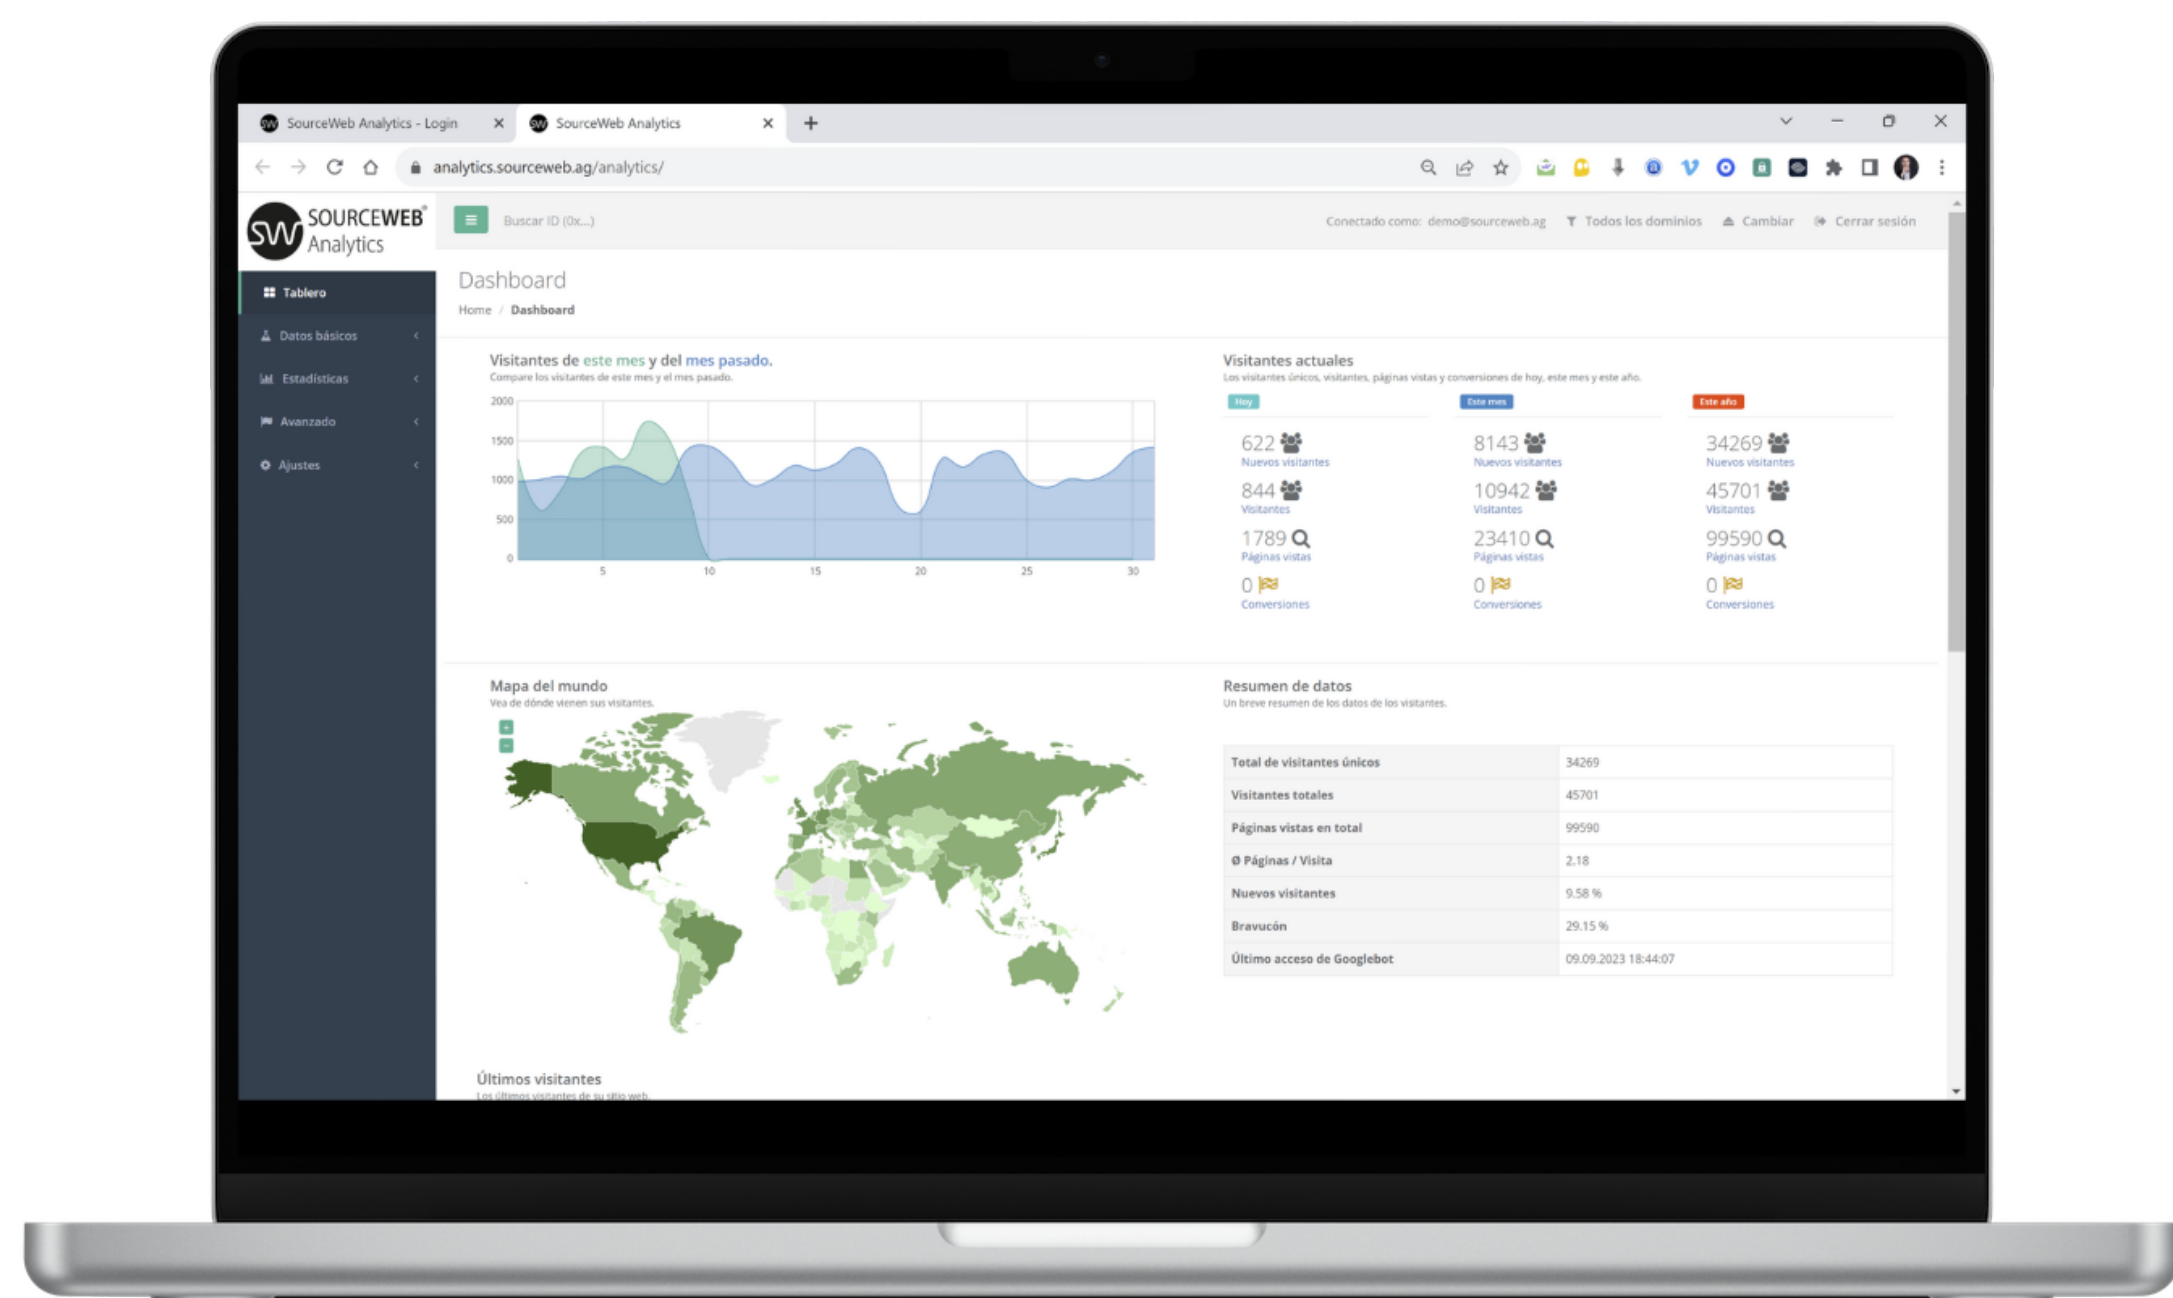 SourceWeb Analytics - Login
SourceWeb Analytics
analytics.sourceweb.ag/analytics/
SW SOURCEWEB®
Analytics
Buscar ID (0x...)
Conectado como: demo@sourceweb.ag
Todos los dominios
Cambiar
Cerrar sesión
Tablero
Datos básicos
Estadísticas
Avanzado
Ajustes
Dashboard
Home / Dashboard
Visitantes de este mes y del mes pasado.
Compare los visitantes de este mes y el mes pasado.
2000
1500
1000
500
0
5 10 15 20 25 30
Visitantes actuales
Los visitantes únicos, visitantes, páginas vistas y conversiones de hoy, este mes y este año.
Hoy
622
Nuevos visitantes
844
Visitantes
1789
Páginas vistas
0
Conversiones
Este mes
8143
Nuevos visitantes
10942
Visitantes
23410
Páginas vistas
0
Conversiones
Este año
34269
Nuevos visitantes
45701
Visitantes
99590
Páginas vistas
0
Conversiones
Mapa del mundo
Vea de dónde vienen sus visitantes.
+
-
Resumen de datos
Un breve resumen de los datos de los visitantes.
Total de visitantes únicos 34269
Visitantes totales 45701
Páginas vistas en total 99590
Ø Páginas / Visita 2.18
Nuevos visitantes 9.58 %
Bravucón 29.15 %
Último acceso de Googlebot 09.09.2023 18:44:07
Últimos visitantes
Los últimos visitantes de su sitio web.